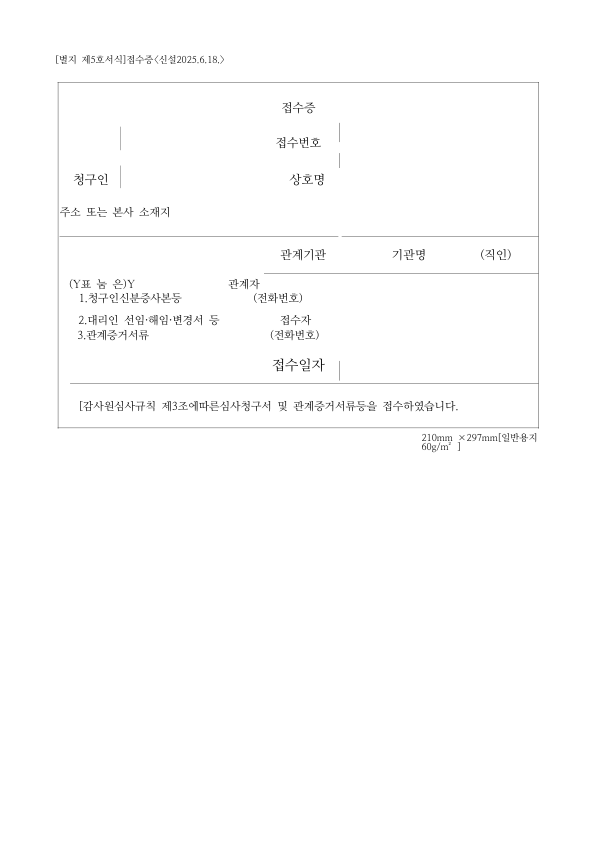 [별지 제5호서식]접수증〈신설2025.6.18.〉
접수증
접수번호
청구인 상호명
주소 또는 본사 소재지
관계기관 기관명 (직인)
(Y표 눔 은)Y 관계자
1.청구인신분증사본등 (전화번호)
2.대리인 선임·해임·변경서 등 접수자
3.관계증거서류 (전화번호)
접수일자
[감사원심사규칙 제3조에따른심사청구서 및 관계증거서류등을 접수하였습니다.
210mm ×297mm[일반용지
60g/㎡ ]